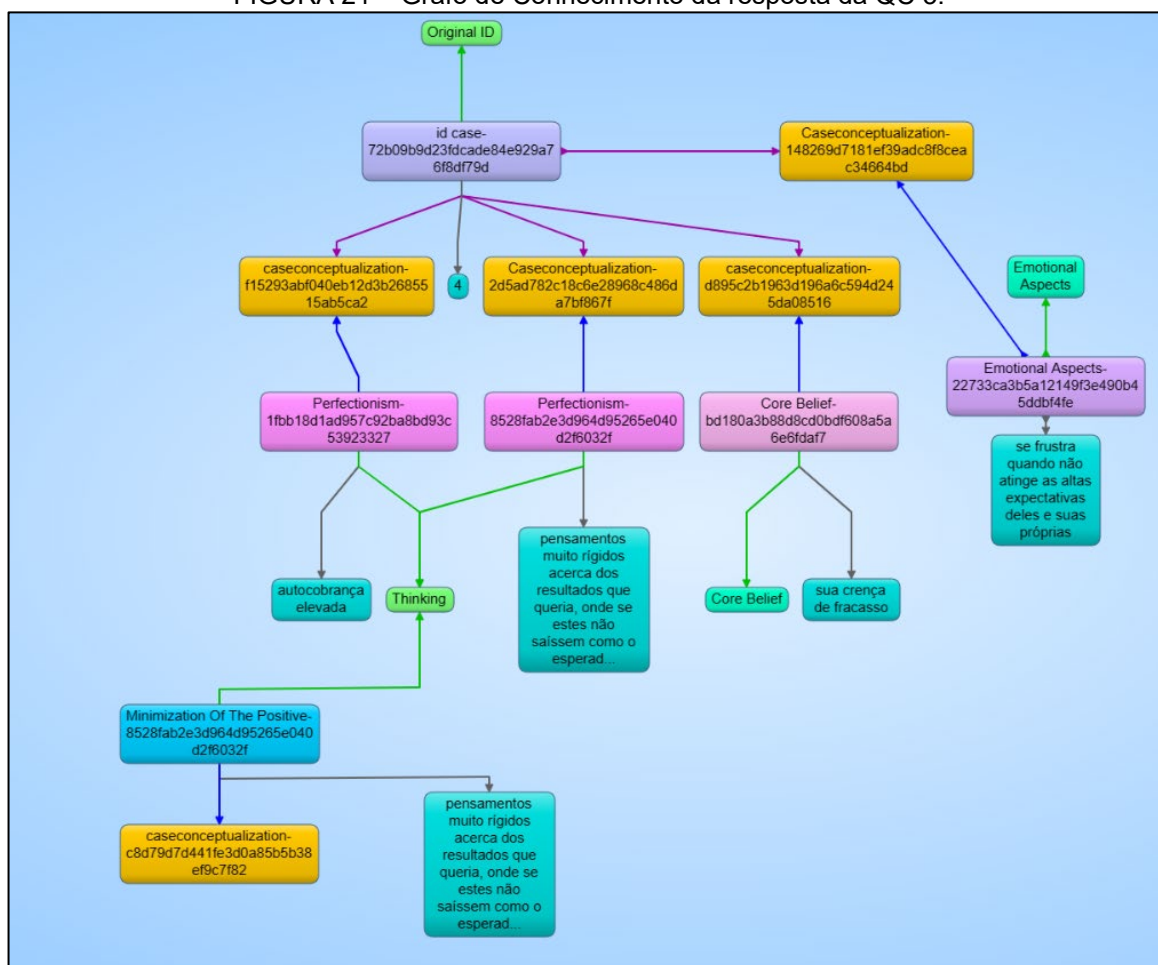 FIGURA 21 – Grafo de Conhecimento da resposta da QC 3.
Original ID
id case-
72b09b9d23fdcade84e929a7
6f8df79d
Caseconceptualization-
148269d7181ef39adc8f8cea
c34664bd
caseconceptualization-
f15293abf040eb12d3b26855
15ab5ca2
4
Caseconceptualization-
2d5ad782c18c6e28968c486d
a7bf867f
caseconceptualization-
d895c2b1963d196a6c594d24
5da08516
Emotional
Aspects
Perfectionism-
1fbb18d1ad957c92ba8bd93c
53923327
Perfectionism-
8528fab2e3d964d95265e040
d2f6032f
Core Belief-
bd180a3b88d8cd0bdf608a5a
6e6fdaf7
Emotional Aspects-
22733ca3b5a12149f3e490b4
5ddbf4fe
se frustra
quando não
atinge as altas
expectativas
deles e suas
próprias
autocobrança
elevada
Thinking
pensamentos
muito rígidos
acerca dos
resultados que
queria, onde se
estes não
saíssem como o
esperad...
Core Belief
sua crença
de fracasso
Minimization Of The Positive-
8528fab2e3d964d95265e040
d2f6032f
caseconceptualization-
c8d79d7d441fe3d0a85b5b38
ef9c7f82
pensamentos
muito rígidos
acerca dos
resultados que
queria, onde se
estes não
saíssem como o
esperad...